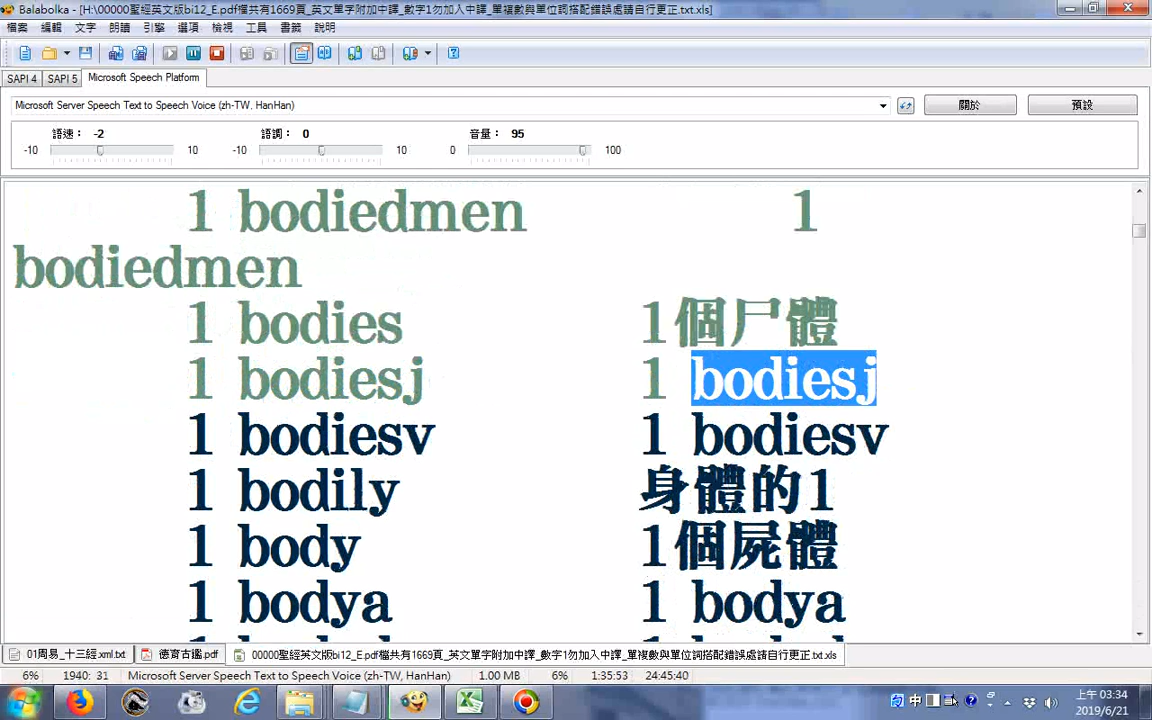 Balabolka - [H:\00000聖經英文版bi12_E.pdf檔共有1669頁_英文單字附加中譯_數字1勿加入中譯_單複數與單位詞搭配錯誤處請自行更正.txt.xls]
檔案 編輯 文字 朗讀 引擎 選項 檢視 工具 書籤 說明
SAPI 4 SAPI 5 Microsoft Speech Platform
Microsoft Server Speech Text to Speech Voice (zh-TW, HanHan) 關於 預設
語速： -2 語調： 0 音量： 95
-10 10 -10 10 0 100
1 bodiedmen 1
bodiedmen
1 bodies 1個尸體
1 bodiesj 1 bodiesj
1 bodiesv 1 bodiesv
1 bodily 身體的1
1 body 1個屍體
1 bodya 1 bodya
01周易_十三經.xml.txt 德育古鑑.pdf 00000聖經英文版bi12_E.pdf檔共有1669頁_英文單字附加中譯_數字1勿加入中譯_單複數與單位詞搭配錯誤處請自行更正.txt.xls
6% 1940: 31 Microsoft Server Speech Text to Speech Voice (zh-TW, HanHan) 1.00 MB 6% 1:35:53 24:45:40
中 上午 03:34
2019/6/21